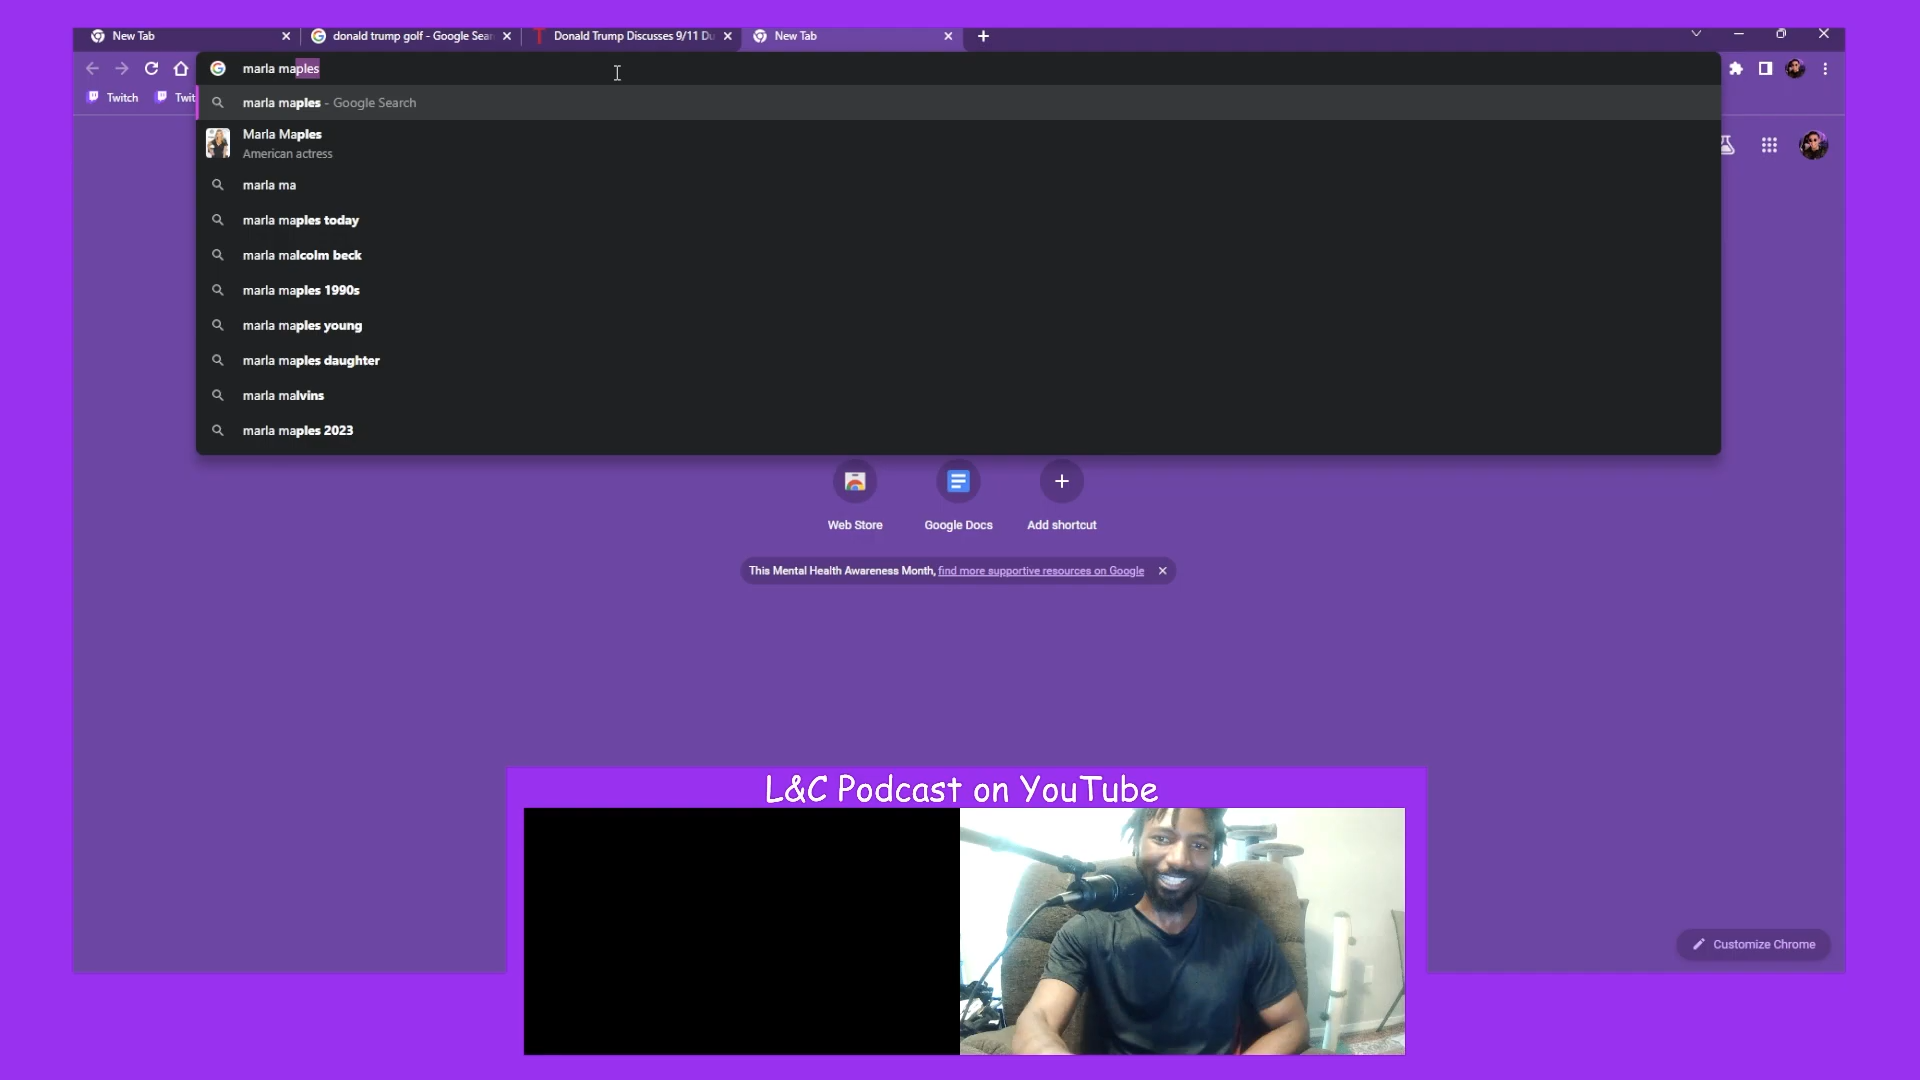 New Tab
donald trump golf - Google Sear
Donald Trump Discusses 9/11 Du
New Tab
marla maples
Twitch
Twit
marla maples - Google Search
Marla Maples
American actress
marla ma
marla maples today
marla malcolm beck
marla maples 1990s
marla maples young
marla maples daughter
marla malvins
marla maples 2023
Web Store
Google Docs
Add shortcut
This Mental Health Awareness Month, find more supportive resources on Google
L&C Podcast on YouTube
Customize Chrome